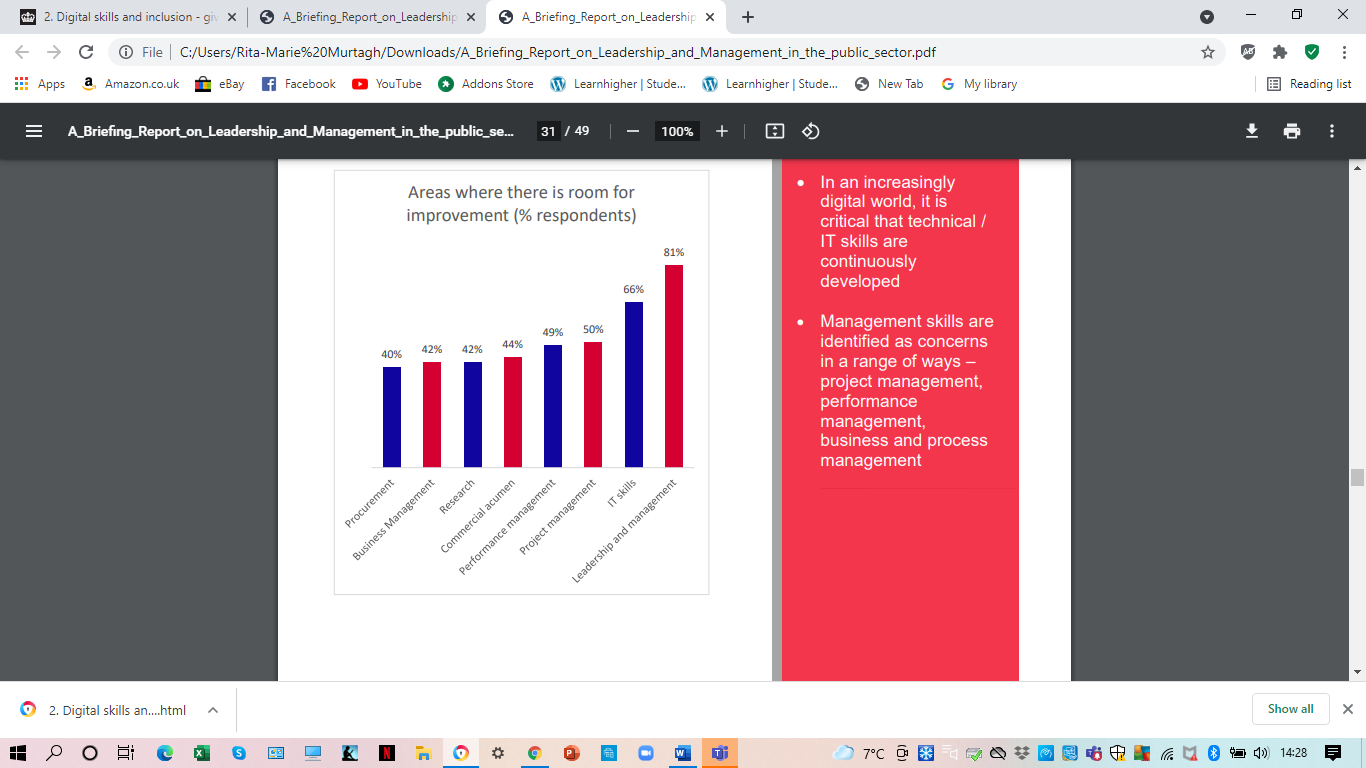 2. Digital skills and inclusion - giv
A_Briefing_Report_on_Leadership
A_Briefing_Report_on_Leadership
File
C:/Users/Rita-Marie%20Murtagh/Downloads/A_Briefing_Report_on_Leadership_and_Management_in_the_public_sector.pdf
Apps
Amazon.co.uk
eBay
Facebook
YouTube
Addons Store
Learnhigher | Stude...
Learnhigher | Stude...
New Tab
My library
Reading list
A_Briefing_Report_on_Leadership_and_Management_in_the_public_se...
31 / 49
100%
Areas where there is room for
improvement (% respondents)
40%
42%
42%
44%
49%
50%
66%
81%
Procurement
Business Management
Research
Commercial acumen
Performance management
Project management
IT skills
Leadership and management
• In an increasingly
digital world, it is
critical that technical /
IT skills are
continuously
developed
• Management skills are
identified as concerns
in a range of ways –
project management,
performance
management,
business and process
management
2. Digital skills an....html
Show all
7°C
14:28